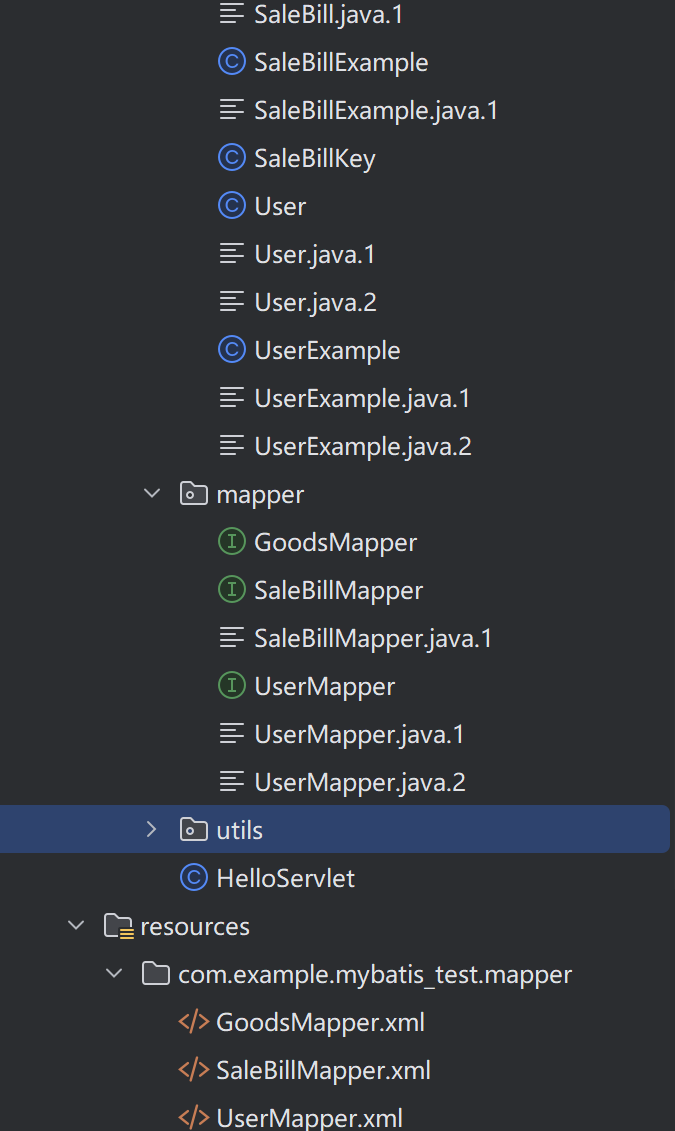 SaleBill.java.1
SaleBillExample
SaleBillExample.java.1
SaleBillKey
User
User.java.1
User.java.2
UserExample
UserExample.java.1
UserExample.java.2
mapper
GoodsMapper
SaleBillMapper
SaleBillMapper.java.1
UserMapper
UserMapper.java.1
UserMapper.java.2
utils
HelloServlet
resources
com.example.mybatis_test.mapper
GoodsMapper.xml
SaleBillMapper.xml
UserMapper.xml